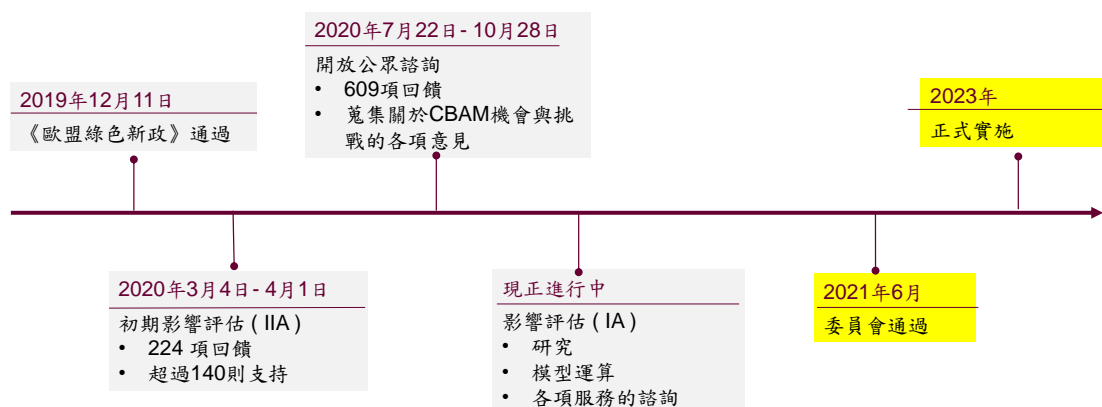 2019年12月11日
《歐盟綠色新政》通過
2020年3月4日- 4月1日
初期影響評估 ( IIA )
• 224 項回饋
• 超過140則支持
2020年7月22日- 10月28日
開放公眾諮詢
• 609項回饋
• 蒐集關於CBAM機會與挑
戰的各項意見
現正進行中
影響評估 ( IA )
• 研究
• 模型運算
• 各項服務的諮詢
2021年6月
委員會通過
2023年
正式實施